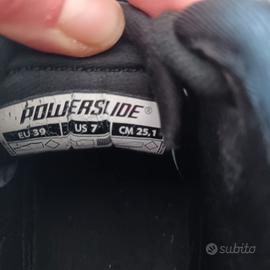 POWERSLIDE®
EU 39 US 7 CM 25,1
subito